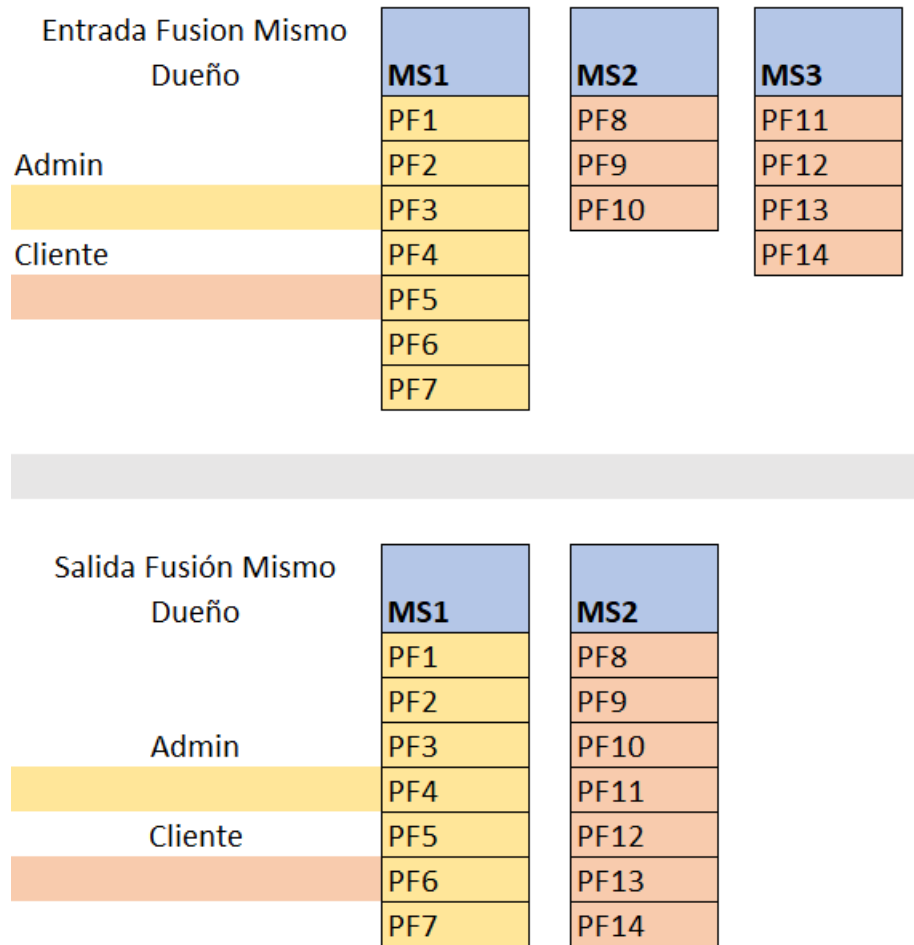 Entrada Fusion Mismo
Dueño
MS1 MS2 MS3
PF1 PF8 PF11
Admin PF2 PF9 PF12
PF3 PF10 PF13
Cliente PF4 PF14
PF5
PF6
PF7
Salida Fusión Mismo
Dueño
MS1 MS2
PF1 PF8
PF2 PF9
Admin PF3 PF10
PF4 PF11
Cliente PF5 PF12
PF6 PF13
PF7 PF14